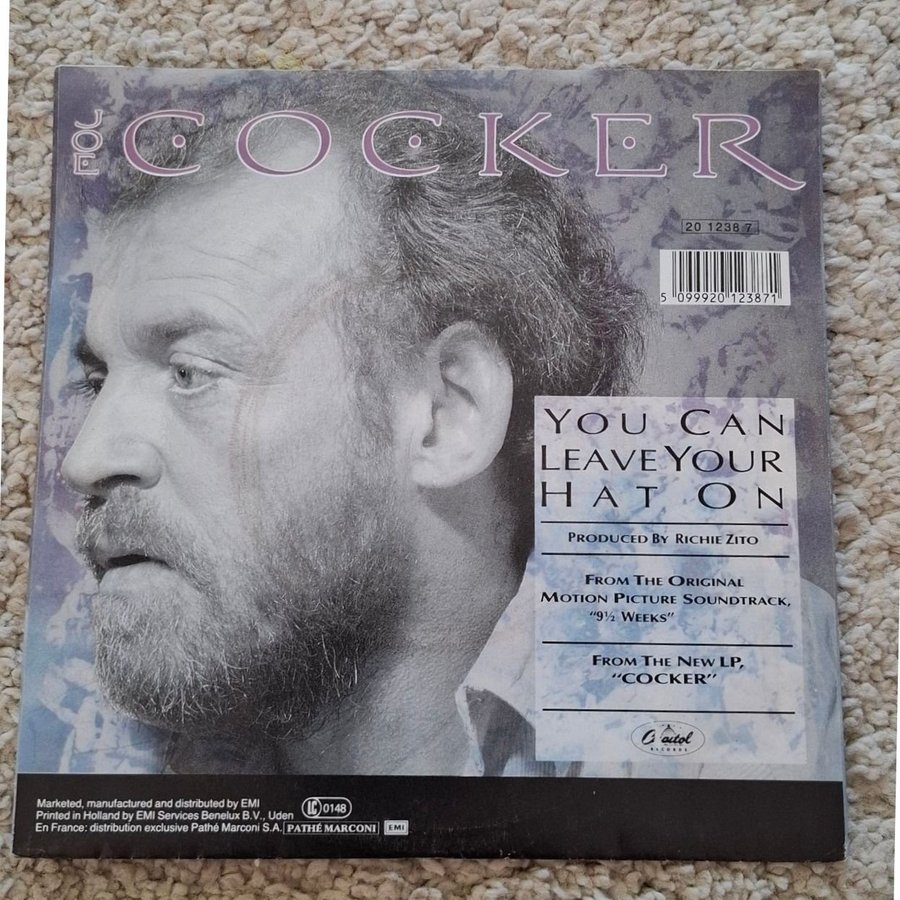 JOE COCKER
20 1238 7
5 099920 123871
YOU CAN
LEAVE YOUR
HAT ON
PRODUCED BY RICHIE ZITO
FROM THE ORIGINAL
MOTION PICTURE SOUNDTRACK,
"9½ WEEKS"
FROM THE NEW LP,
"COCKER"
Capitol
RECORDS
Marketed, manufactured and distributed by EMI
Printed in Holland by EMI Services Benelux B.V., Uden
LC 0148
En France: distribution exclusive Pathé Marconi S.A. PATHÉ MARCONI EMI